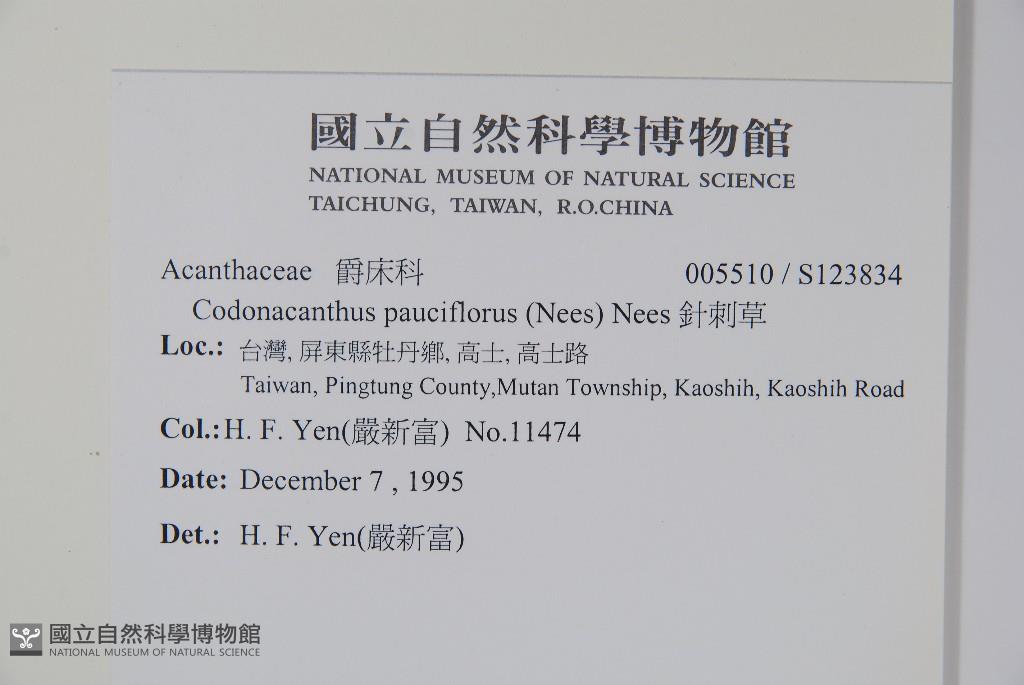 國立自然科學博物館
NATIONAL MUSEUM OF NATURAL SCIENCE
TAICHUNG, TAIWAN, R.O.CHINA
Acanthaceae 爵床科 005510 / S123834
Codonacanthus pauciflorus (Nees) Nees 針刺草
Loc.: 台灣, 屏東縣牡丹鄉, 高士, 高士路
Taiwan, Pingtung County,Mutan Township, Kaoshih, Kaoshih Road
Col.:H. F. Yen(嚴新富) No.11474
Date: December 7 , 1995
Det.: H. F. Yen(嚴新富)
國立自然科學博物館
NATIONAL MUSEUM OF NATURAL SCIENCE